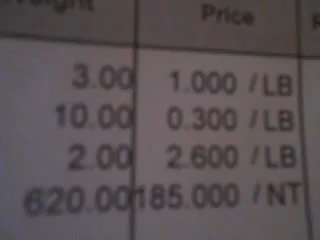 Weight Price
3.00 1.000 / LB
10.00 0.300 / LB
2.00 2.600 / LB
620.00 185.000 / NT